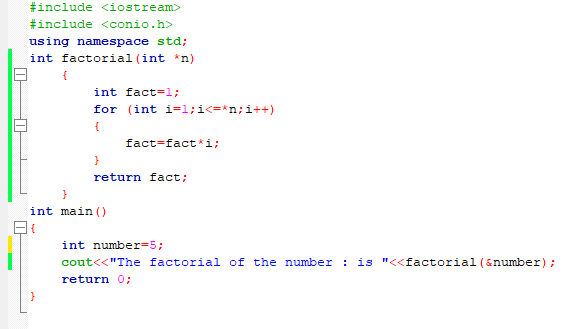 #include <iostream>
#include <conio.h>
using namespace std;
int factorial(int *n)
{
int fact=1;
for (int i=1;i<=*n;i++)
{
fact=fact*i;
}
return fact;
}
int main()
{
int number=5;
cout<<"The factorial of the number : is "<<factorial(&number);
return 0;
}